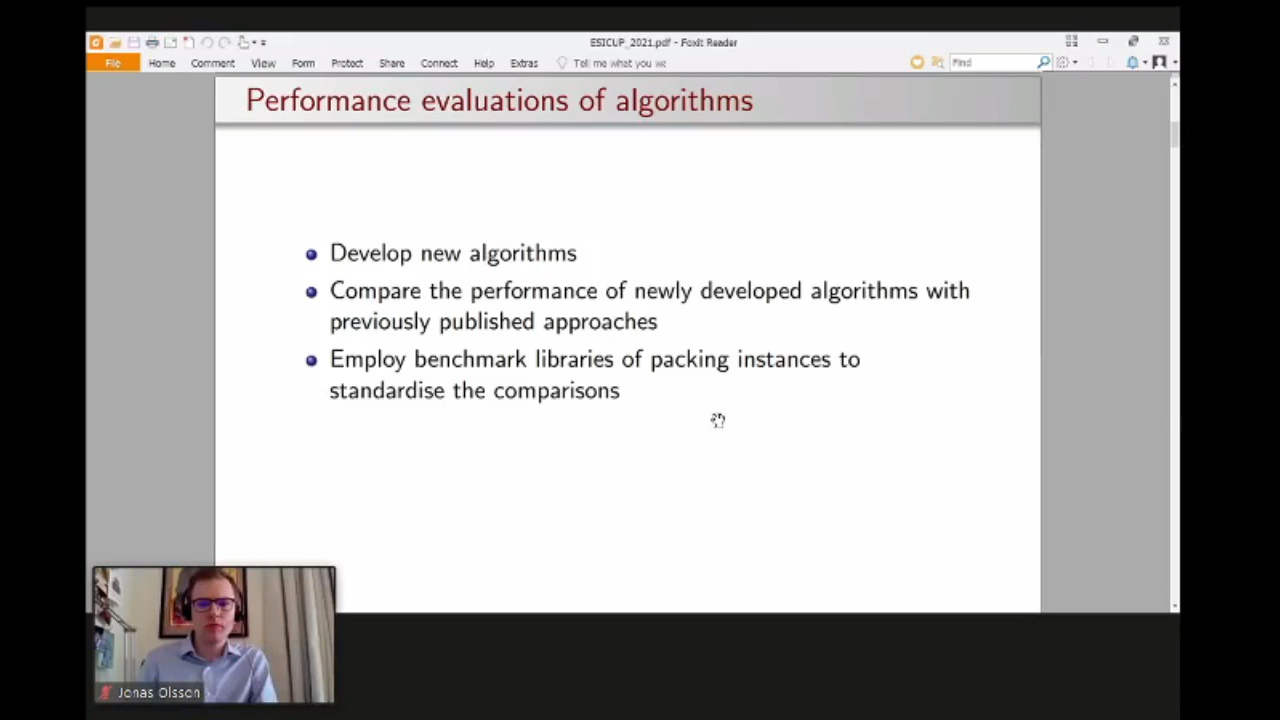 ESICUP_2021.pdf - Foxit Reader
File Home Comment View Form Protect Share Connect Help Extras Tell me what you wa Find
Performance evaluations of algorithms
Develop new algorithms
Compare the performance of newly developed algorithms with
previously published approaches
Employ benchmark libraries of packing instances to
standardise the comparisons
Jonas Olsson